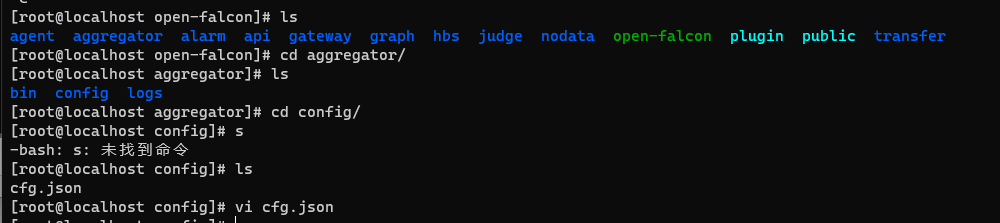 [root@localhost open-falcon]# ls
agent aggregator alarm api gateway graph hbs judge nodata open-falcon plugin public transfer
[root@localhost open-falcon]# cd aggregator/
[root@localhost aggregator]# ls
bin config logs
[root@localhost aggregator]# cd config/
[root@localhost config]# s
-bash: s: 未找到命令
[root@localhost config]# ls
cfg.json
[root@localhost config]# vi cfg.json